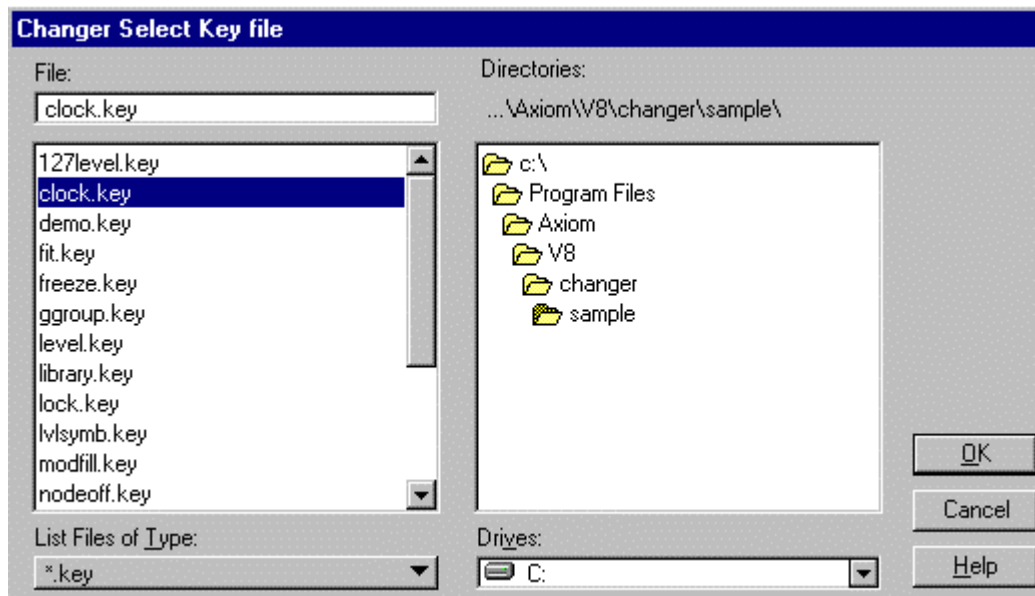 Changer Select Key file
File:
clock.key
127level.key
clock.key
demo.key
fit.key
freeze.key
ggroup.key
level.key
library.key
lock.key
lvlsymb.key
modfill.key
nodeoff.key
List Files of Type:
*.key
Directories:
...\Axiom\V8\changer\sample\
c:\
Program Files
Axiom
V8
changer
sample
Drives:
C:
OK
Cancel
Help